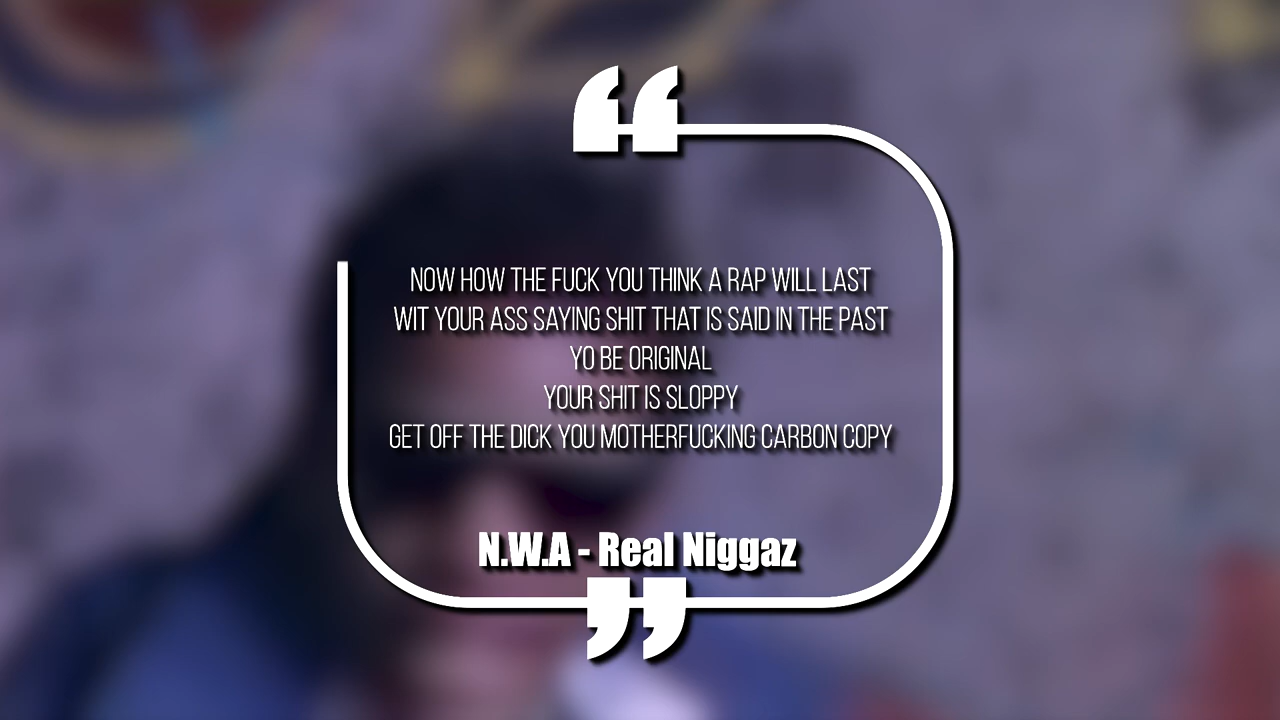 NOW HOW THE FUCK YOU THINK A RAP WILL LAST
WIT YOUR ASS SAYING SHIT THAT IS SAID IN THE PAST
YO BE ORIGINAL
YOUR SHIT IS SLOPPY
GET OFF THE DICK YOU MOTHERFUCKING CARBON COPY
N.W.A - Real Niggaz